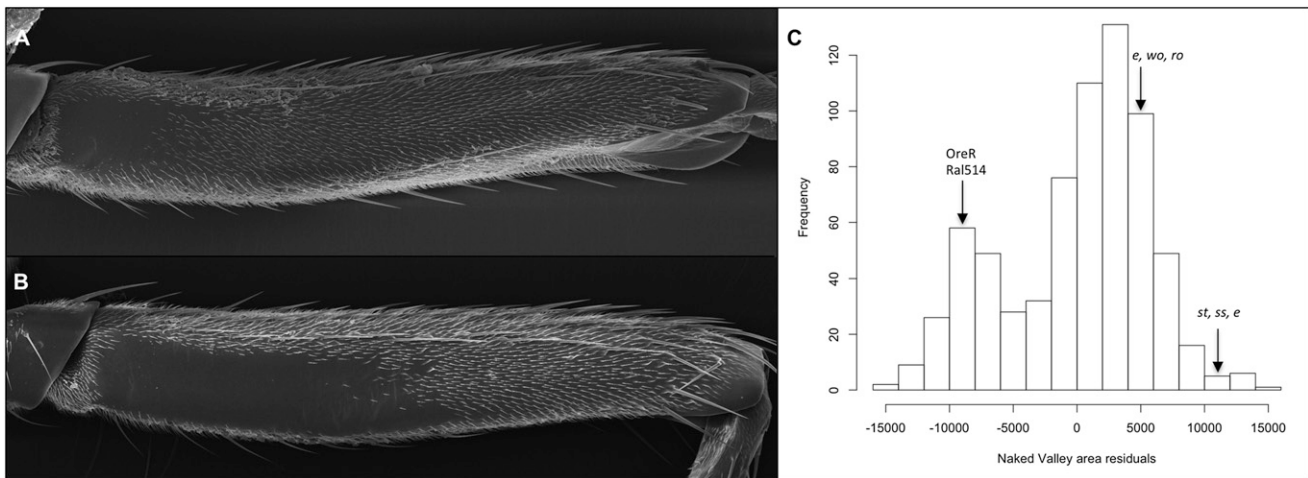 A
B
C
120
100
80
60
40
20
0
Frequency
e, wo, ro
OreR
Ral514
st, ss, e
-15000 -10000 -5000 0 5000 10000 15000
Naked Valley area residuals